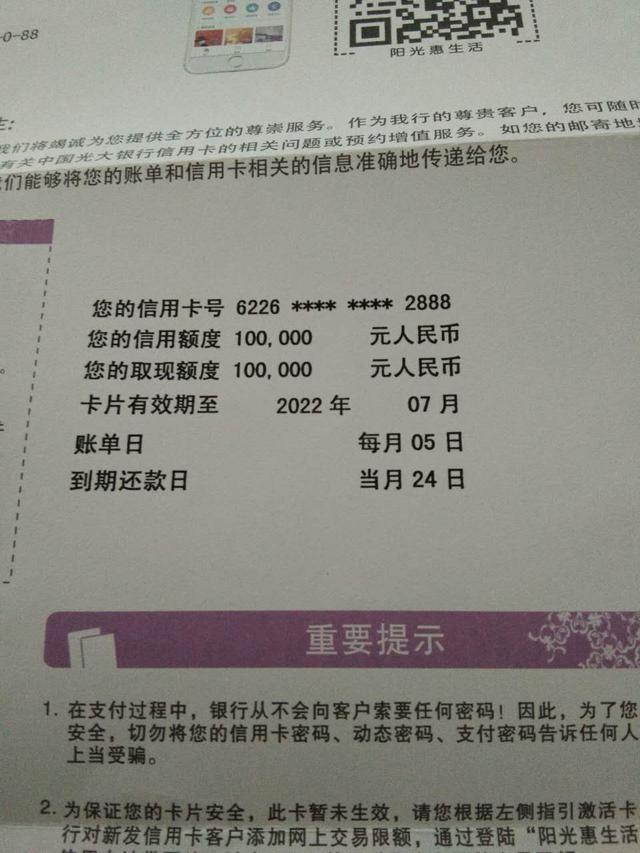 -0-88
阳光惠生活
主:
我们将竭诚为您提供全方位的尊崇服务。作为我行的尊贵客户，您可随时
有关中国光大银行信用卡的相关问题或预约增值服务。如您的邮寄地址
我们能够将您的账单和信用卡相关的信息准确地传递给您。
您的信用卡号 6226 **** **** 2888
您的信用额度 100,000 元人民币
您的取现额度 100,000 元人民币
卡片有效期至 2022 年 07 月
账单日 每月 05 日
到期还款日 当月 24 日
重要提示
1. 在支付过程中，银行从不会向客户索要任何密码！因此，为了您
安全，切勿将您的信用卡密码、动态密码、支付密码告诉任何人
上当受骗。
2. 为保证您的卡片安全，此卡暂未生效，请您根据左侧指引激活卡
行对新发信用卡客户添加网上交易限额，通过登陆“阳光惠生活